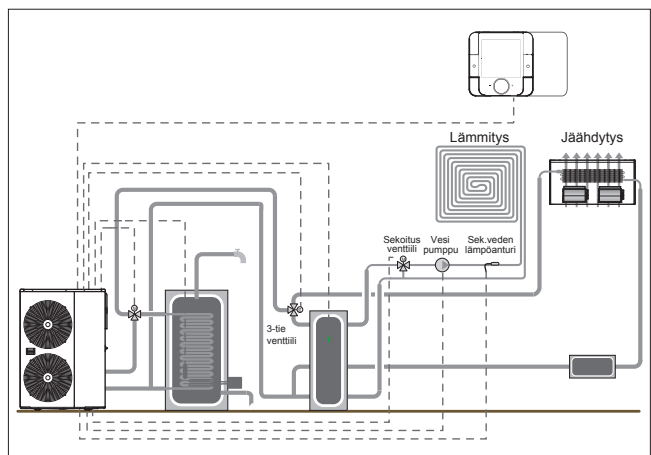 Lämmitys
Jäähdytys
Sekoitus
venttiili
Vesi
pumppu
Sek.veden
lämpöanturi
3-tie
venttiili